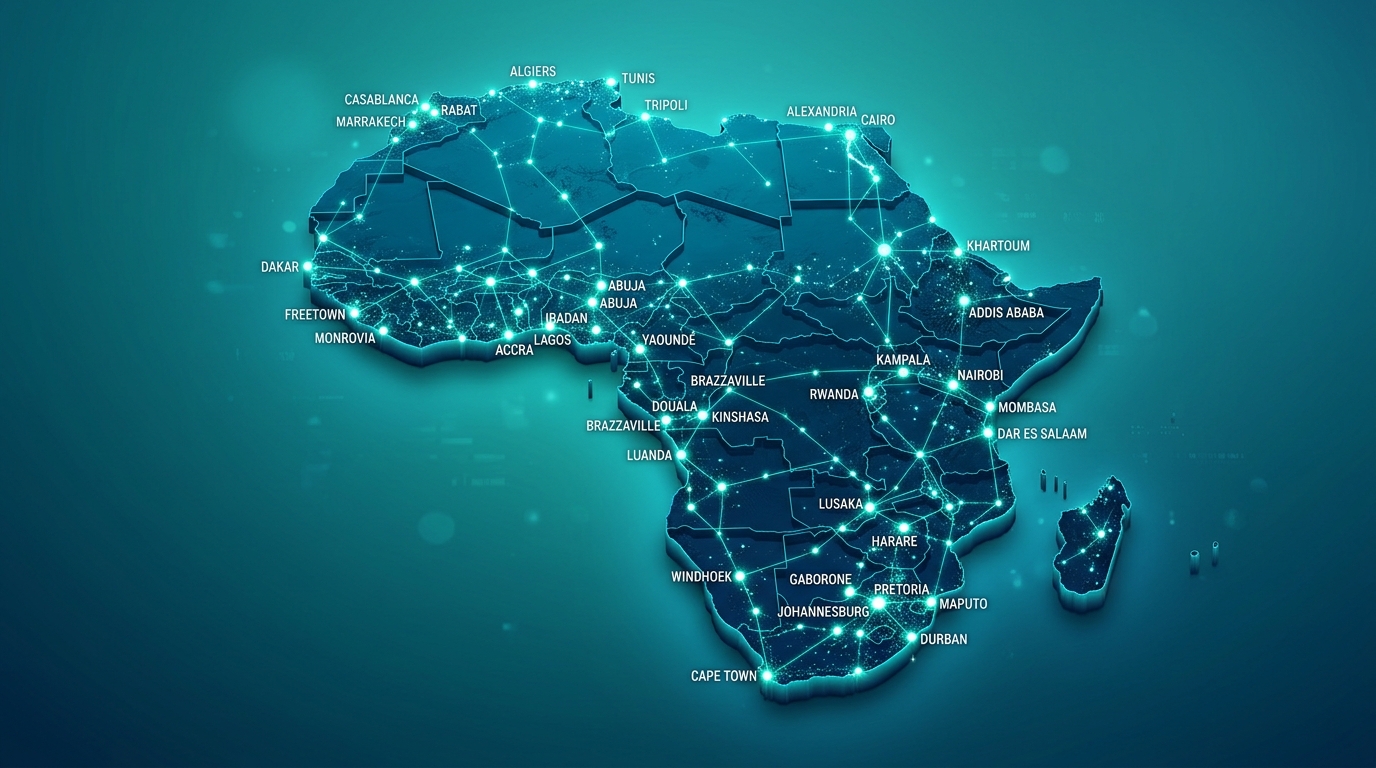 ALGIERS
TUNIS
CASABLANCA
RABAT
TRIPOLI
MARRAKECH
ALEXANDRIA
CAIRO
KHARTOUM
DAKAR
ABUJA
ABUJA
ADDIS ABABA
FREETOWN
IBADAN
MONROVIA
LAGOS
YAOUNDÉ
ACCRA
KAMPALA
NAIROBI
BRAZZAVILLE
RWANDA
DOUALA
MOMBASA
KINSHASA
BRAZZAVILLE
DAR ES SALAAM
LUANDA
LUSAKA
HARARE
WINDHOEK
GABORONE
PRETORIA
MAPUTO
JOHANNESBURG
DURBAN
CAPE TOWN